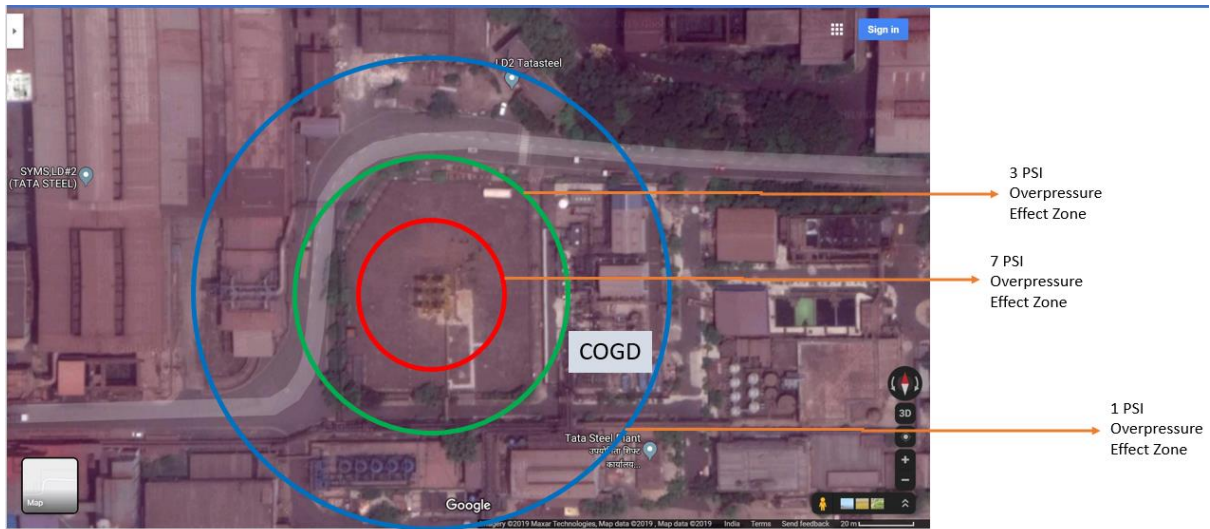 Sign in
LD2 Tatasteel
SYMS,LD#2
(TATA STEEL)
3 PSI
Overpressure
Effect Zone
7 PSI
Overpressure
Effect Zone
COGD
1 PSI
Overpressure
Effect Zone
3D
Tata Steel Plant
उपयोगिता शिफ्ट
कार्यालय...
Map
Google
Imagery ©2019 Maxar Technologies, Map data ©2019 , Map data ©2019 India Terms Send feedback 20 m